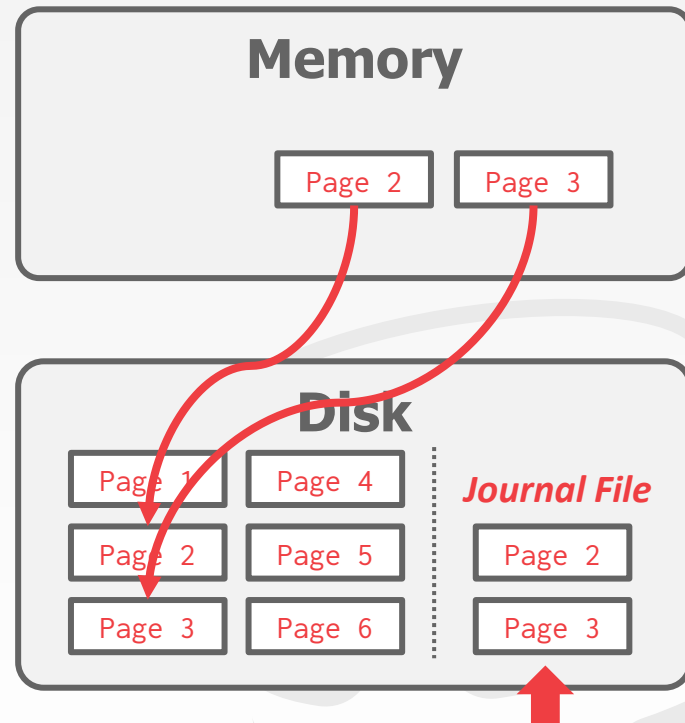 Memory
Page 2 Page 3
Disk
Page 1 Page 4
Journal File
Page 2 Page 5 Page 2
Page 3 Page 6 Page 3